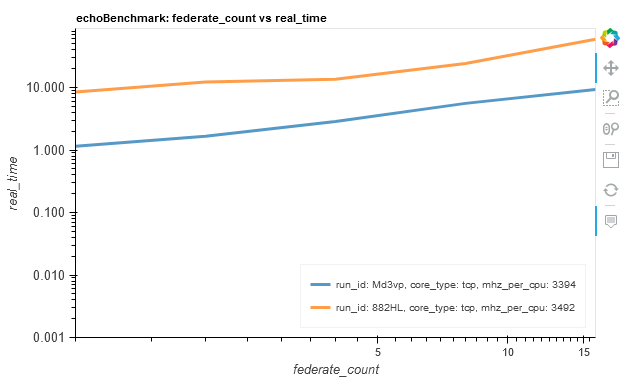 echoBenchmark: federate_count vs real_time
real_time
10.000
1.000
0.100
0.010
0.001
run_id: Md3vp, core_type: tcp, mhz_per_cpu: 3394
run_id: 882HL, core_type: tcp, mhz_per_cpu: 3492
5
10
15
federate_count